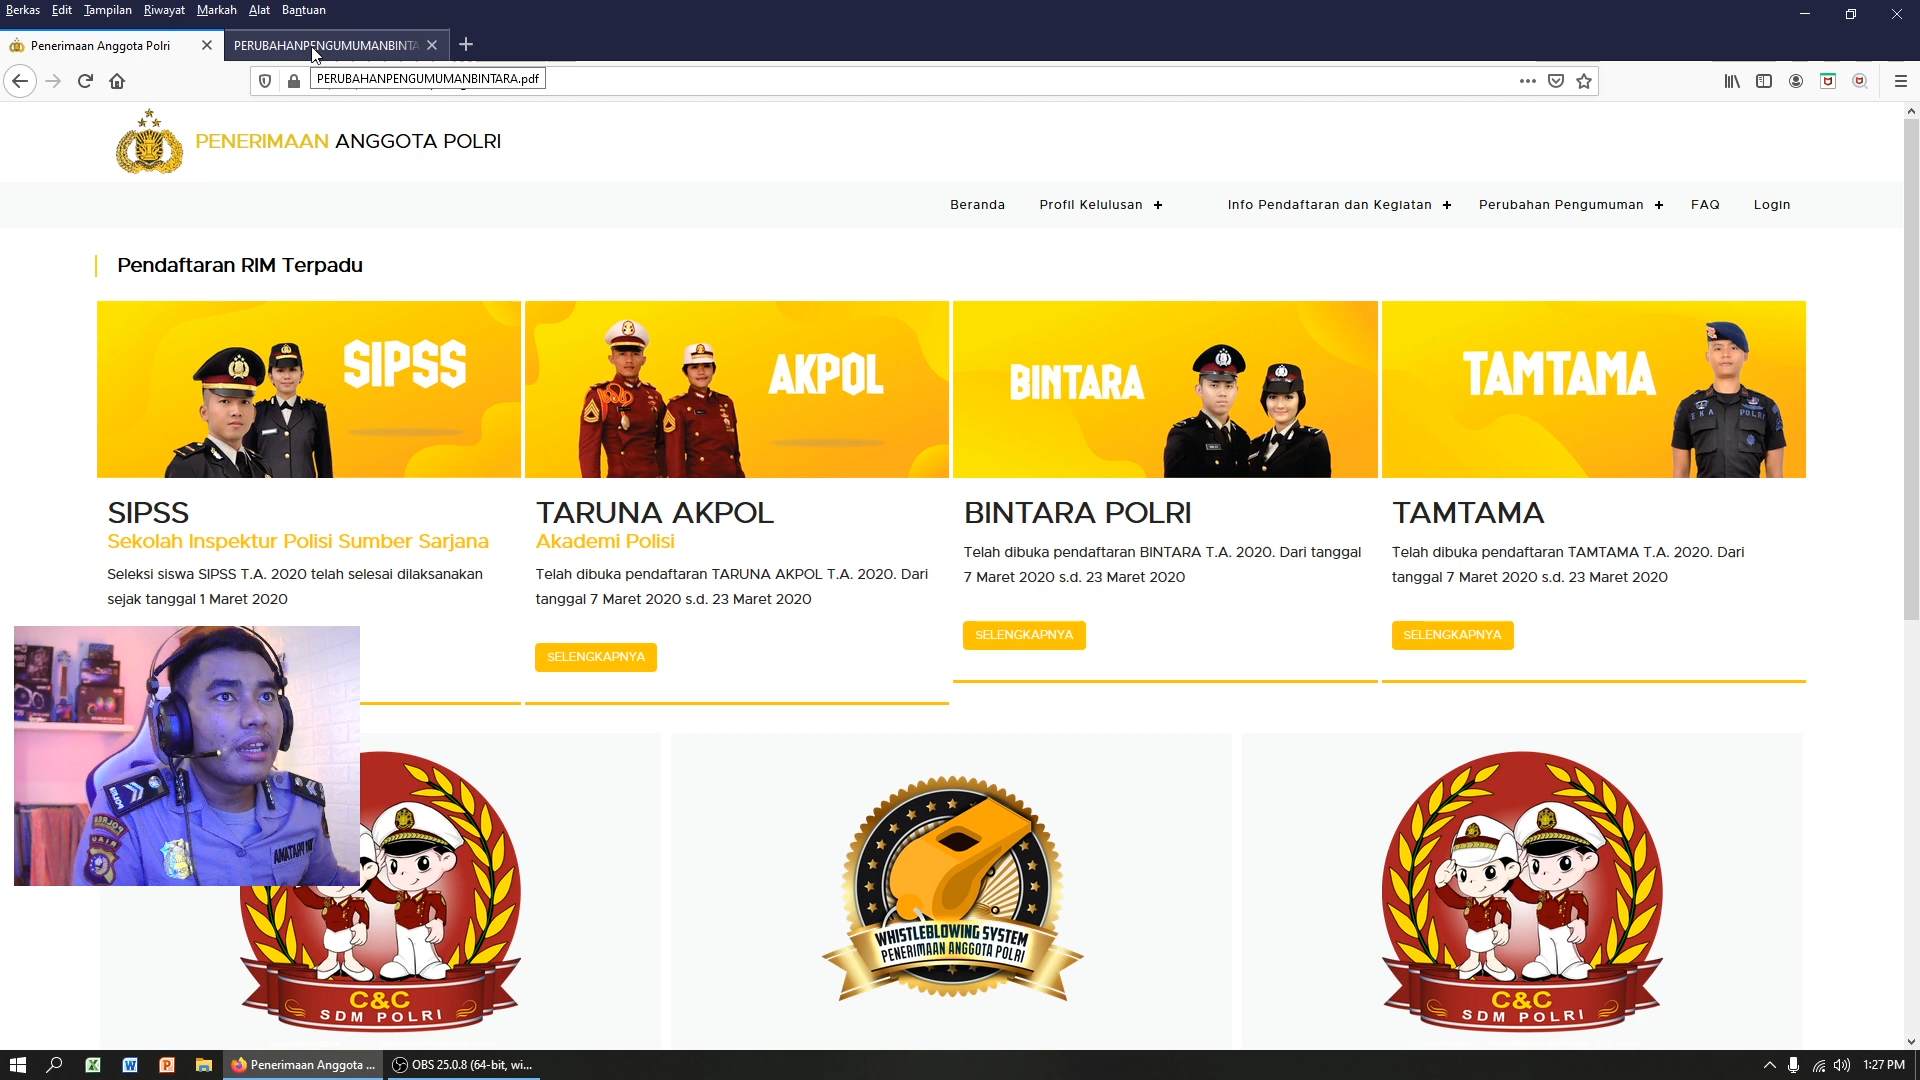 Berkas Edit Tampilan Riwayat Markah Alat Bantuan
Penerimaan Anggota Polri
PERUBAHANPENGUMUMANBINTA
PERUBAHANPENGUMUMANBINTARA.pdf
PENERIMAAN ANGGOTA POLRI
Beranda Profil Kelulusan + Info Pendaftaran dan Kegiatan + Perubahan Pengumuman + FAQ Login
Pendaftaran RIM Terpadu
SIPSS
AKPOL
BINTARA
TAMTAMA
POLRI
SIPSS
Sekolah Inspektur Polisi Sumber Sarjana
Seleksi siswa SIPSS T.A. 2020 telah selesai dilaksanakan
sejak tanggal 1 Maret 2020
TARUNA AKPOL
Akademi Polisi
Telah dibuka pendaftaran TARUNA AKPOL T.A. 2020. Dari
tanggal 7 Maret 2020 s.d. 23 Maret 2020
SELENGKAPNYA
BINTARA POLRI
Telah dibuka pendaftaran BINTARA T.A. 2020. Dari tanggal
7 Maret 2020 s.d. 23 Maret 2020
SELENGKAPNYA
TAMTAMA
Telah dibuka pendaftaran TAMTAMA T.A. 2020. Dari
tanggal 7 Maret 2020 s.d. 23 Maret 2020
SELENGKAPNYA
POLRES
C&C
SDM POLRI
WHISTLEBLOWING SYSTEM
PENERIMAAN ANGGOTA POLRI
C&C
SDM POLRI
Penerimaan Anggota ...
OBS 25.0.8 (64-bit, wi...
1:27 PM